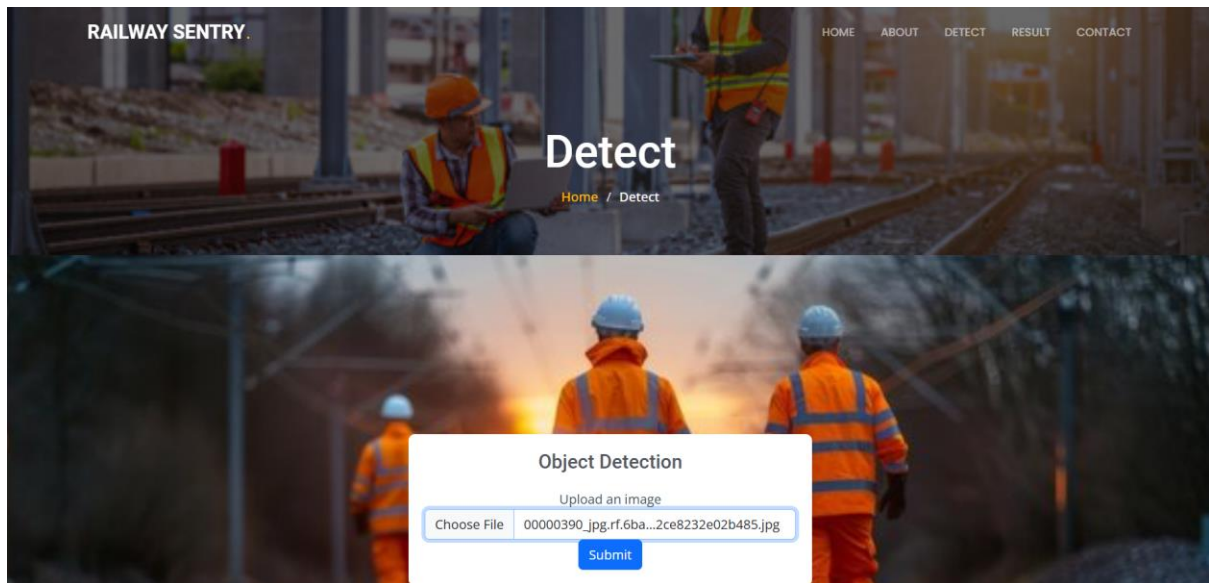 RAILWAY SENTRY.
HOME ABOUT DETECT RESULT CONTACT
Detect
Home / Detect
Object Detection
Upload an image
Choose File 00000390_jpg.rf.6ba...2ce8232e02b485.jpg
Submit